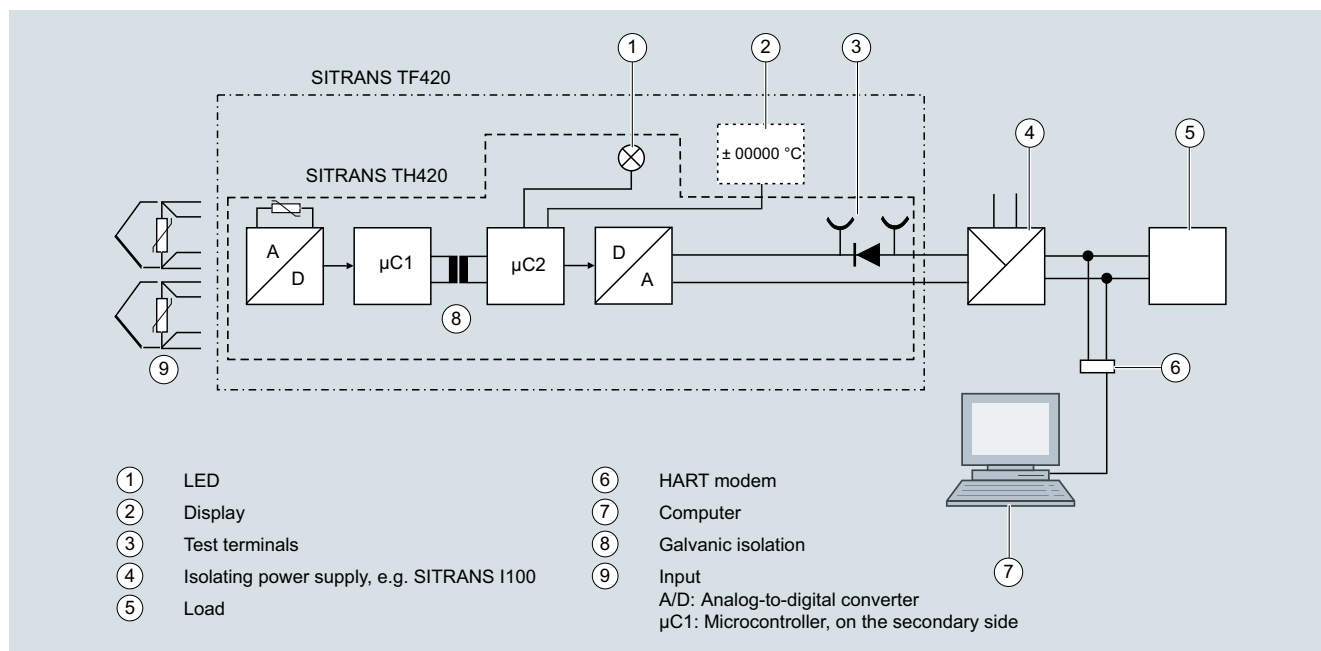 1
2
3
SITRANS TF420
4
5
± 00000 °C
SITRANS TH420
A
D
µC1
µC2
D
A
8
9
6
1 LED
2 Display
3 Test terminals
4 Isolating power supply, e.g. SITRANS I100
5 Load
6 HART modem
7 Computer
8 Galvanic isolation
9 Input
A/D: Analog-to-digital converter
µC1: Microcontroller, on the secondary side
7